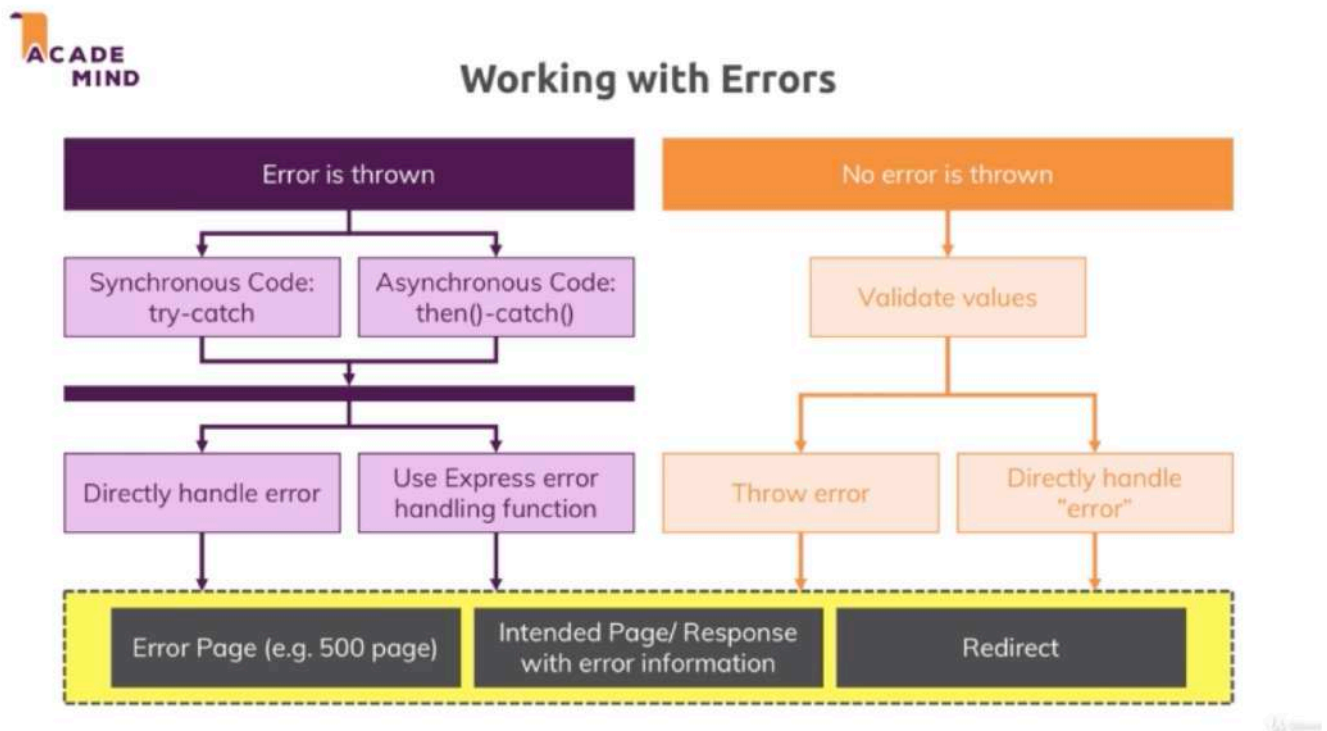 ACADE
MIND
Working with Errors
Error is thrown
No error is thrown
Synchronous Code:
try-catch
Asynchronous Code:
then()-catch()
Validate values
Directly handle error
Use Express error
handling function
Throw error
Directly handle
"error"
Error Page (e.g. 500 page)
Intended Page/ Response
with error information
Redirect